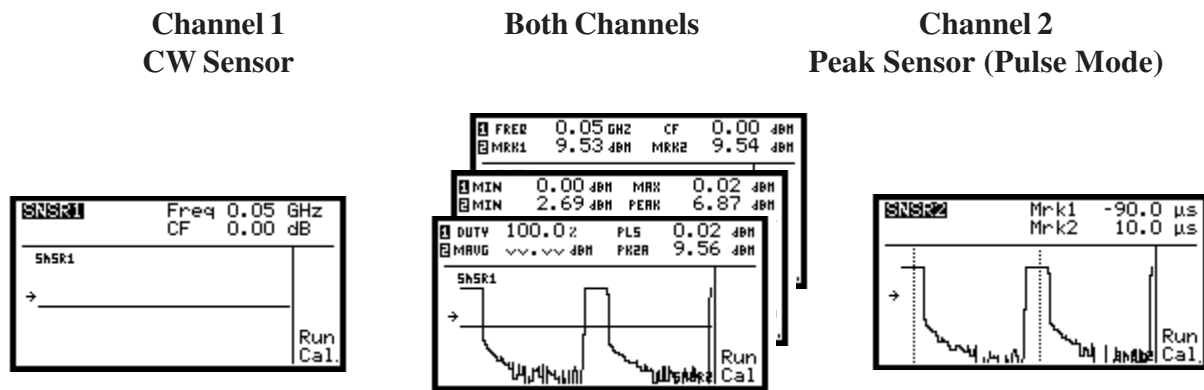 Channel 1
CW Sensor
Both Channels
Channel 2
Peak Sensor (Pulse Mode)
SNSR1 Freq 0.05 GHz
CF 0.00 dB
SNSR1
Run
Cal.
1 FREQ 0.05 GHZ CF 0.00 dBM
2 MRK1 9.53 dBM MRK2 9.54 dBM
1 MIN 0.00 dBM MAX 0.02 dBM
2 MIN 2.69 dBM PEAK 6.87 dBM
1 DUTY 100.0 % PLS 0.02 dBM
2 MAVG dBM PK2A 9.56 dBM
SNSR1
SNSR2
Run
Cal
SNSR2 Mrk1 -90.0 µs
Mrk2 10.0 µs
Run
Cal